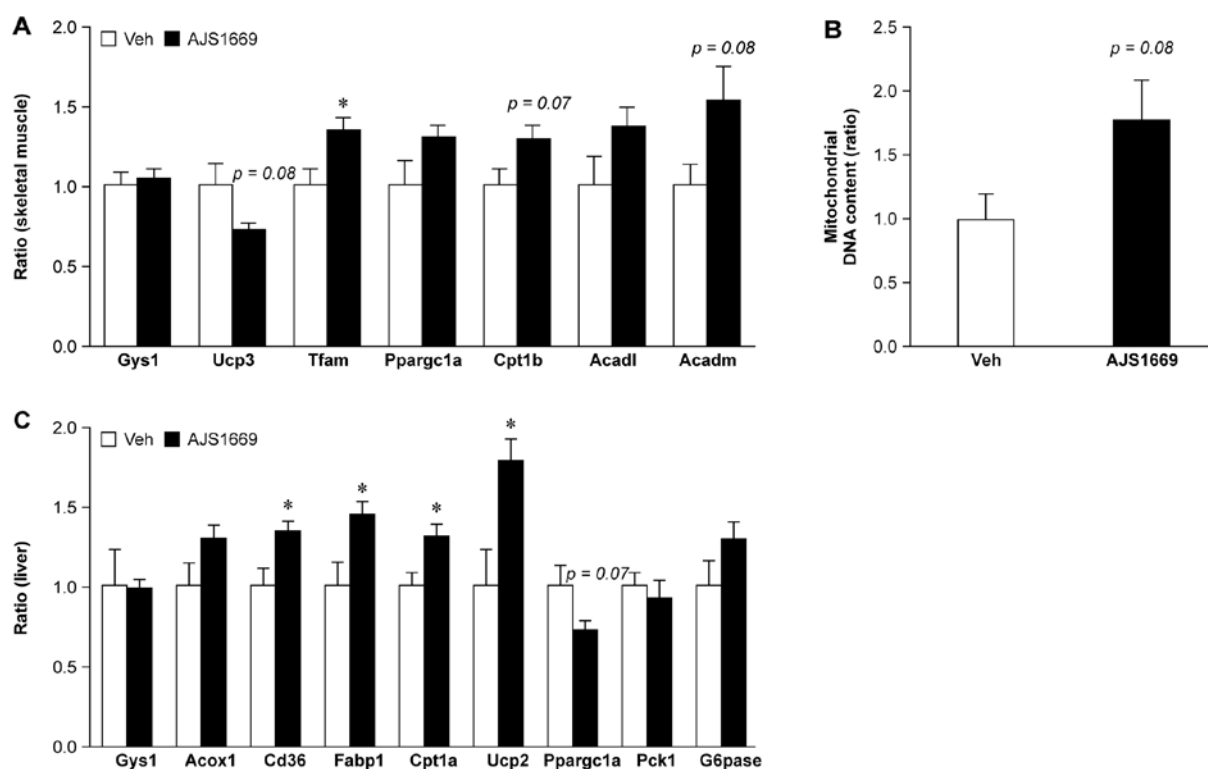 A
Veh AJS1669
Ratio (skeletal muscle)
2.0
1.5
1.0
0.5
0.0
p = 0.08
*
p = 0.07
p = 0.08
Gys1 Ucp3 Tfam Ppargc1a Cpt1b Acadl Acadm
B
Mitochondrial
DNA content (ratio)
2.5
2.0
1.5
1.0
0.5
0.0
p = 0.08
Veh AJS1669
C
Veh AJS1669
Ratio (liver)
2.0
1.5
1.0
0.5
0.0
*
*
*
*
p = 0.07
Gys1 Acox1 Cd36 Fabp1 Cpt1a Ucp2 Ppargc1a Pck1 G6pase